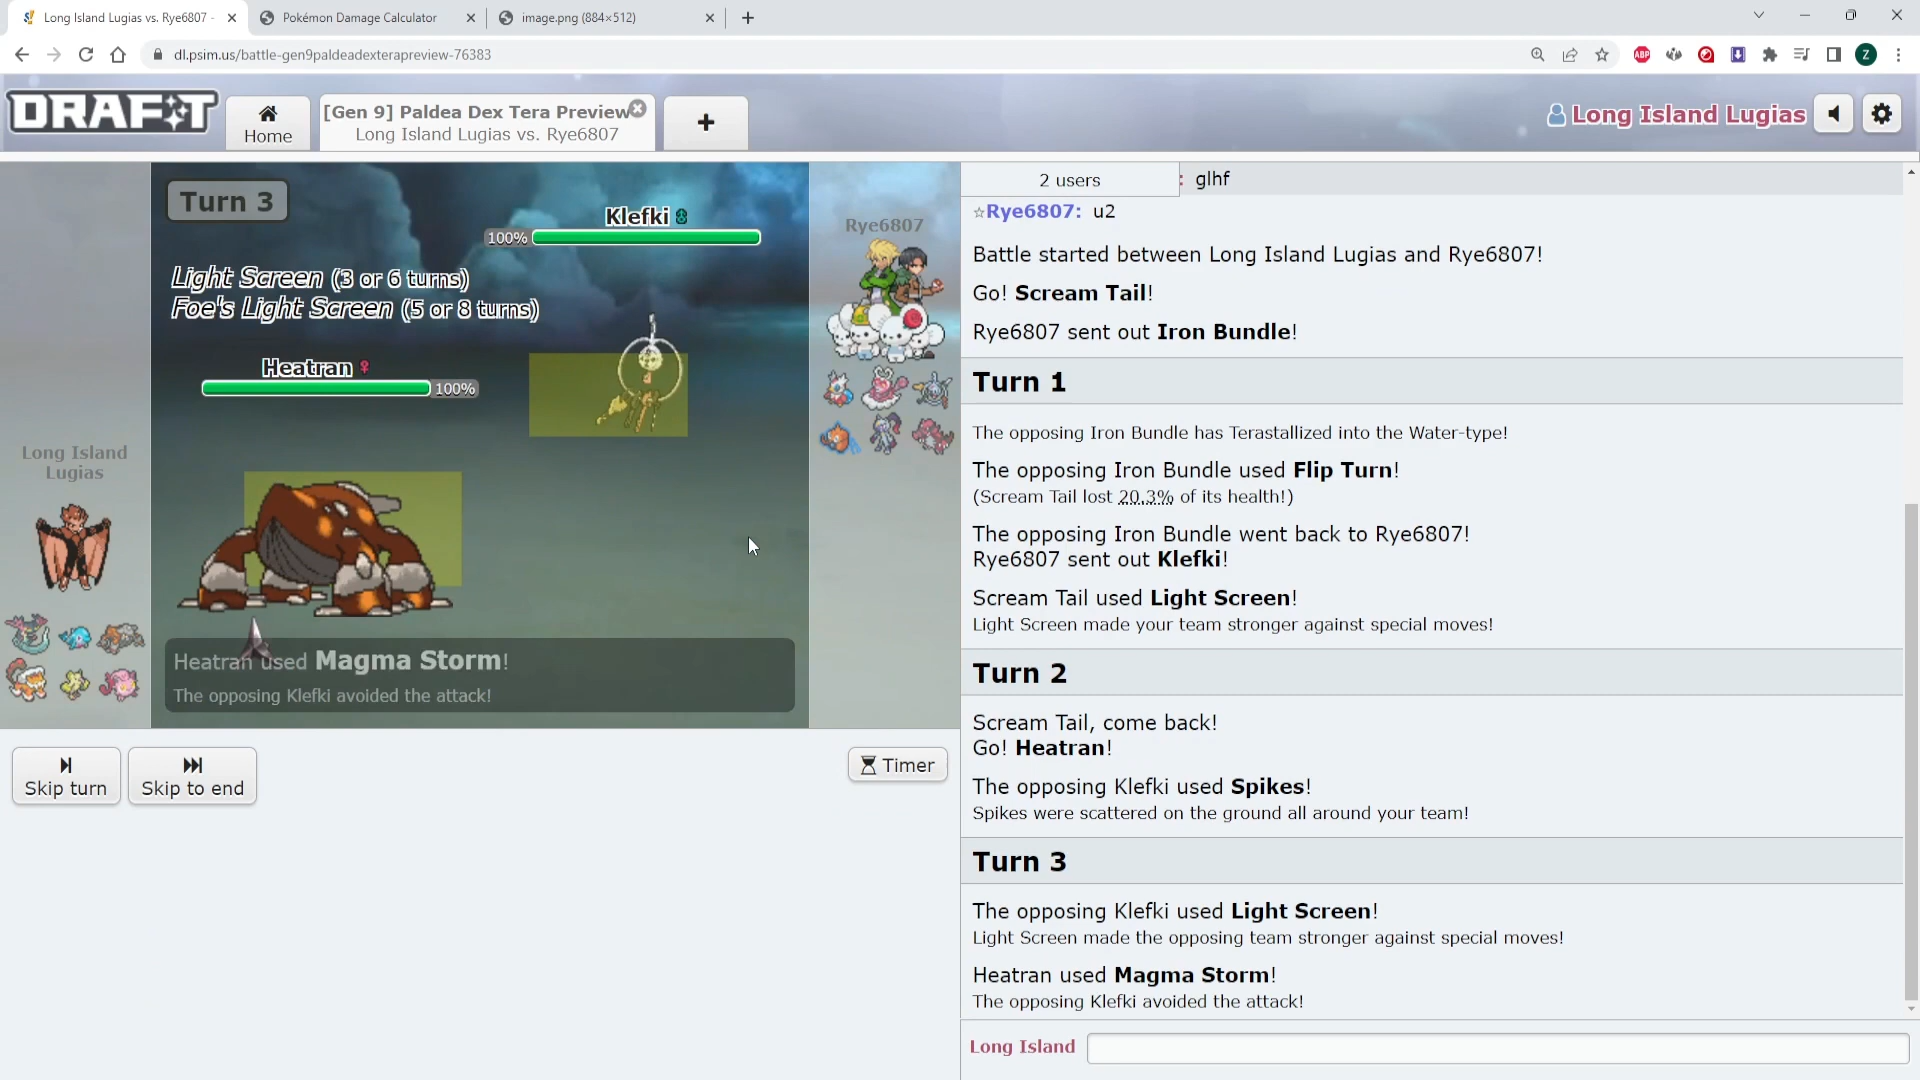 Long Island Lugias vs. Rye6807 -
Pokémon Damage Calculator
image.png (884×512)
dl.psim.us/battle-gen9paldeadexterapreview-76383
ABP
Z
DRAFT
Home
[Gen 9] Paldea Dex Tera Preview
Long Island Lugias vs. Rye6807
Long Island Lugias
Turn 3
Klefki
100%
Light Screen (3 or 6 turns)
Foe's Light Screen (5 or 8 turns)
Heatran
100%
Rye6807
Long Island
Lugias
Heatran used Magma Storm!
The opposing Klefki avoided the attack!
Skip turn
Skip to end
Timer
2 users
: glhf
☆Rye6807: u2
Battle started between Long Island Lugias and Rye6807!
Go! Scream Tail!
Rye6807 sent out Iron Bundle!
Turn 1
The opposing Iron Bundle has Terastallized into the Water-type!
The opposing Iron Bundle used Flip Turn!
(Scream Tail lost 20.3% of its health!)
The opposing Iron Bundle went back to Rye6807!
Rye6807 sent out Klefki!
Scream Tail used Light Screen!
Light Screen made your team stronger against special moves!
Turn 2
Scream Tail, come back!
Go! Heatran!
The opposing Klefki used Spikes!
Spikes were scattered on the ground all around your team!
Turn 3
The opposing Klefki used Light Screen!
Light Screen made the opposing team stronger against special moves!
Heatran used Magma Storm!
The opposing Klefki avoided the attack!
Long Island